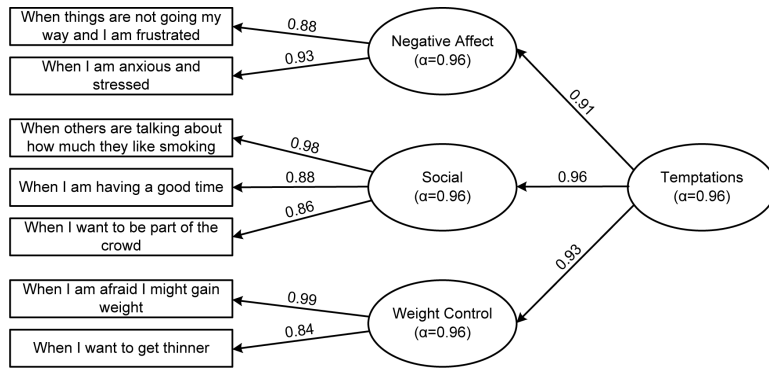 When things are not going my
way and I am frustrated
0.88
Negative Affect
(α=0.96)
When I am anxious and
stressed
0.93
0.91
When others are talking about
how much they like smoking
0.98
When I am having a good time
0.88
Social
(α=0.96)
0.96
Temptations
(α=0.96)
When I want to be part of the
crowd
0.86
0.93
When I am afraid I might gain
weight
0.99
Weight Control
(α=0.96)
When I want to get thinner
0.84